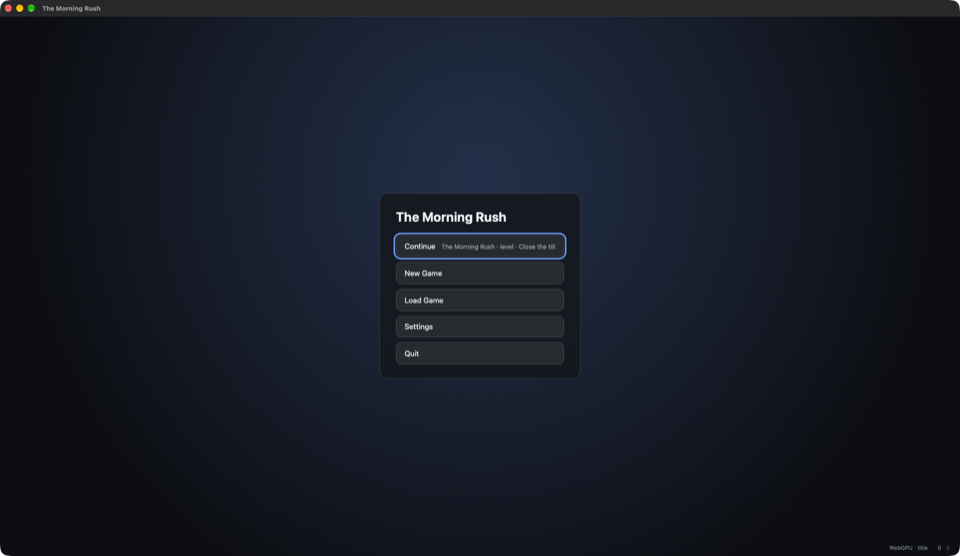 The Morning Rush
The Morning Rush
Continue The Morning Rush · level · Close the till
New Game
Load Game
Settings
Quit
WebGPU title 0 0